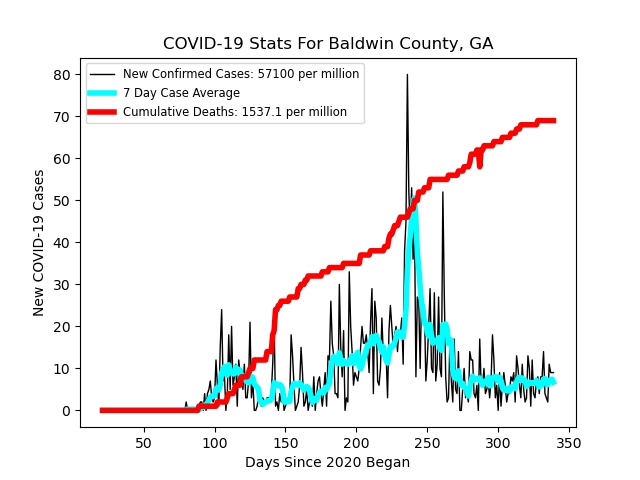 COVID-19 Stats For Baldwin County, GA
New Confirmed Cases: 57100 per million
7 Day Case Average
Cumulative Deaths: 1537.1 per million
New COVID-19 Cases
80
70
60
50
40
30
20
10
0
50 100 150 200 250 300 350
Days Since 2020 Began